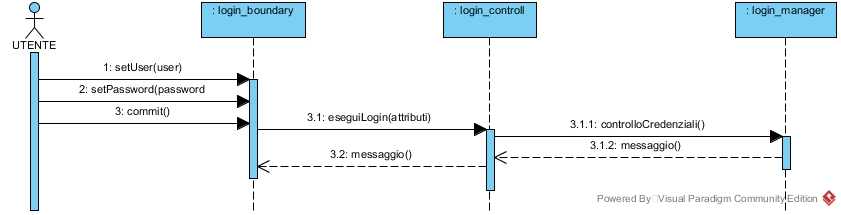 : login_boundary
: login_controll
: login_manager
UTENTE
1: setUser(user)
2: setPassword(password
3: commit()
3.1: eseguiLogin(attributi)
3.1.1: controlloCredenziali()
3.1.2: messaggio()
3.2: messaggio()
Powered By Visual Paradigm Community Edition